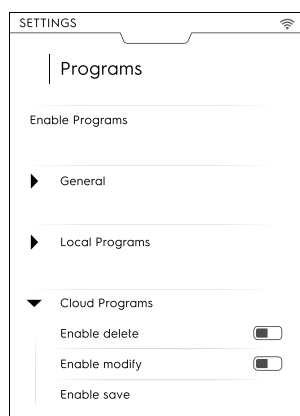 SETTINGS
Programs
Enable Programs
General
Local Programs
Cloud Programs
Enable delete
Enable modify
Enable save